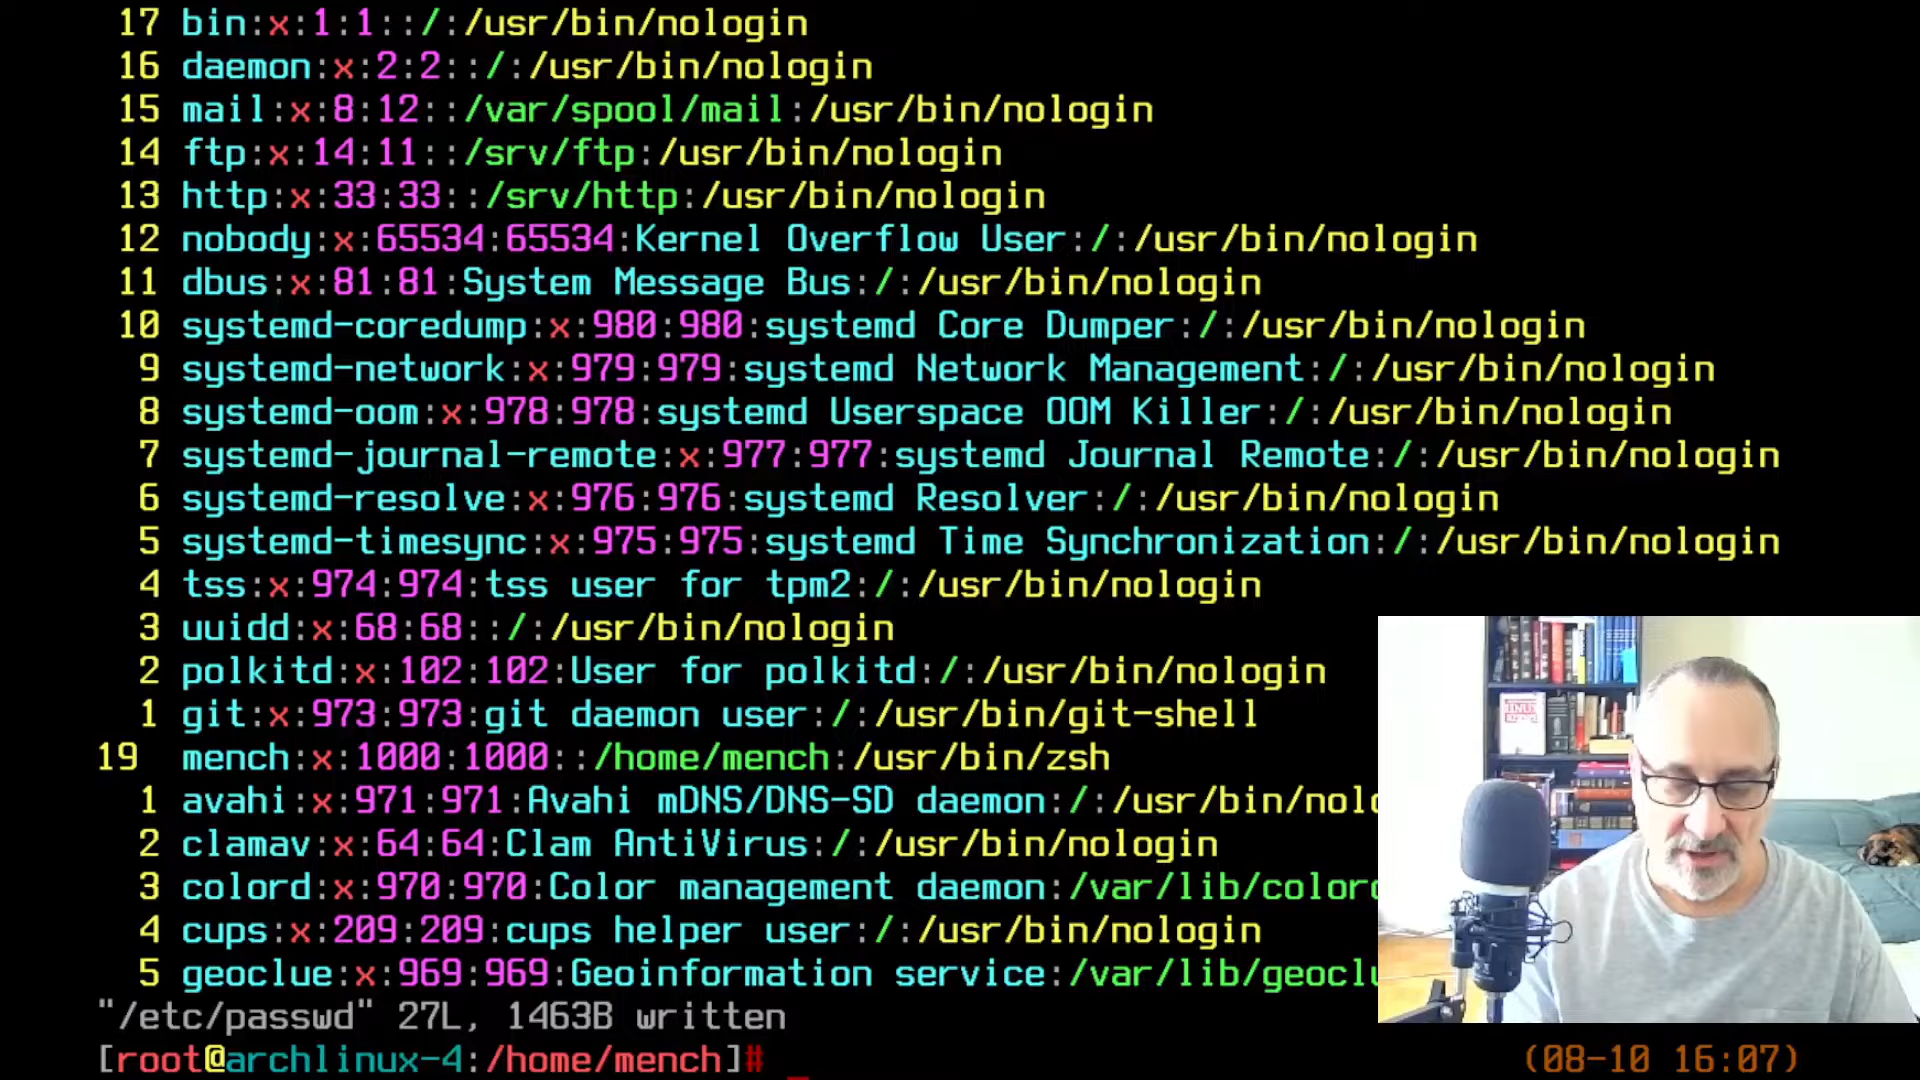 17 bin:x:1:1::/:/usr/bin/nologin
16 daemon:x:2:2::/:/usr/bin/nologin
15 mail:x:8:12::/var/spool/mail:/usr/bin/nologin
14 ftp:x:14:11::/srv/ftp:/usr/bin/nologin
13 http:x:33:33::/srv/http:/usr/bin/nologin
12 nobody:x:65534:65534:Kernel Overflow User:/:/usr/bin/nologin
11 dbus:x:81:81:System Message Bus:/:/usr/bin/nologin
10 systemd-coredump:x:980:980:systemd Core Dumper:/:/usr/bin/nologin
9 systemd-network:x:979:979:systemd Network Management:/:/usr/bin/nologin
8 systemd-oom:x:978:978:systemd Userspace OOM Killer:/:/usr/bin/nologin
7 systemd-journal-remote:x:977:977:systemd Journal Remote:/:/usr/bin/nologin
6 systemd-resolve:x:976:976:systemd Resolver:/:/usr/bin/nologin
5 systemd-timesync:x:975:975:systemd Time Synchronization:/:/usr/bin/nologin
4 tss:x:974:974:tss user for tpm2:/:/usr/bin/nologin
3 uuidd:x:68:68::/:/usr/bin/nologin
2 polkitd:x:102:102:User for polkitd:/:/usr/bin/nologin
1 git:x:973:973:git daemon user:/:/usr/bin/git-shell
19 mench:x:1000:1000::/home/mench:/usr/bin/zsh
1 avahi:x:971:971:Avahi mDNS/DNS-SD daemon:/:/usr/bin/nolo
2 clamav:x:64:64:Clam AntiVirus:/:/usr/bin/nologin
3 colord:x:970:970:Color management daemon:/var/lib/colord
4 cups:x:209:209:cups helper user:/:/usr/bin/nologin
5 geoclue:x:969:969:Geoinformation service:/var/lib/geoclu
"/etc/passwd" 27L, 1463B written
[root@archlinux-4:/home/mench]# (08-10 16:07)